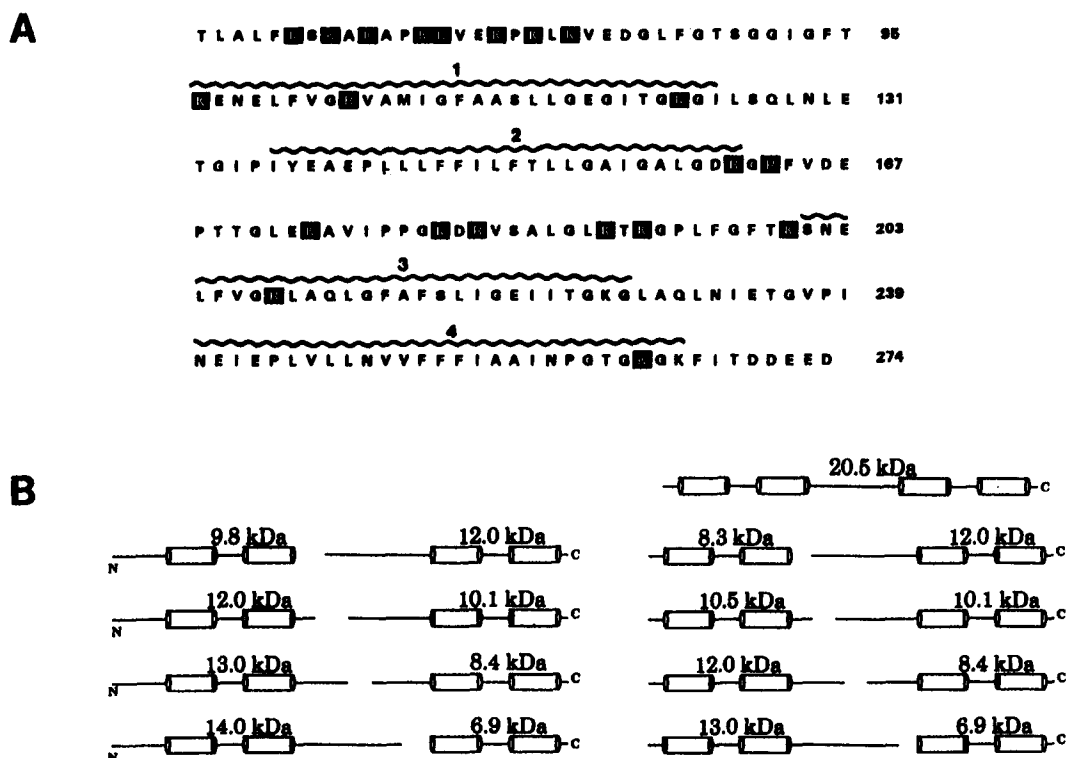 A
T L A L F S A A P V E P L V E D G L F G T S G G I G F T 95
1
E N E L F V G V A M I G F A A S L L G E G I T G G I L S Q L N L E 131
2
T G I P I Y E A E P L L L F F I L F T L L G A I G A L G D G F V D E 167
P T T G L E A V I P P G D V S A L G L T G P L F G F T S N E 203
3
L F V G L A Q L G F A F S L I G E I I T G K G L A Q L N I E T G V P I 239
4
N E I E P L V L L N V V F F F I A A I N P G T G G K F I T D D E E D 274
B
20.5 kDa C
N 9.8 kDa 12.0 kDa C 8.3 kDa 12.0 kDa C
N 12.0 kDa 10.1 kDa C 10.5 kDa 10.1 kDa C
N 13.0 kDa 8.4 kDa C 12.0 kDa 8.4 kDa C
N 14.0 kDa 6.9 kDa C 13.0 kDa 6.9 kDa C